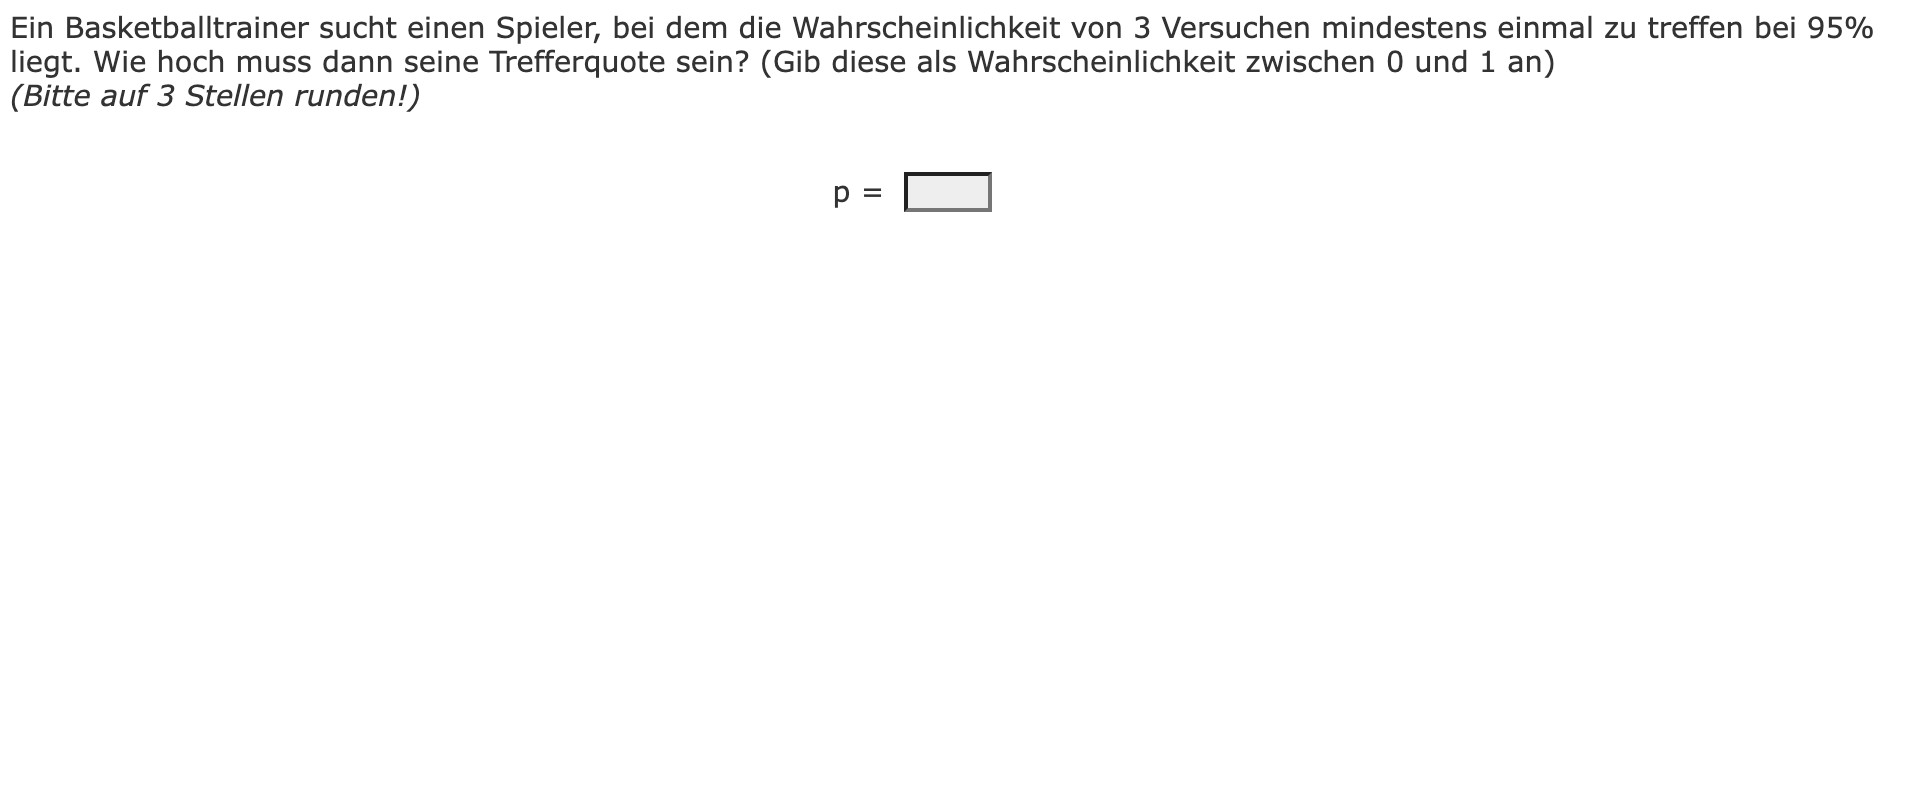 Ein Basketballtrainer sucht einen Spieler, bei dem die Wahrscheinlichkeit von 3 Versuchen mindestens einmal zu treffen bei 95%
liegt. Wie hoch muss dann seine Trefferquote sein? (Gib diese als Wahrscheinlichkeit zwischen 0 und 1 an)
(Bitte auf 3 Stellen runden!)
p =